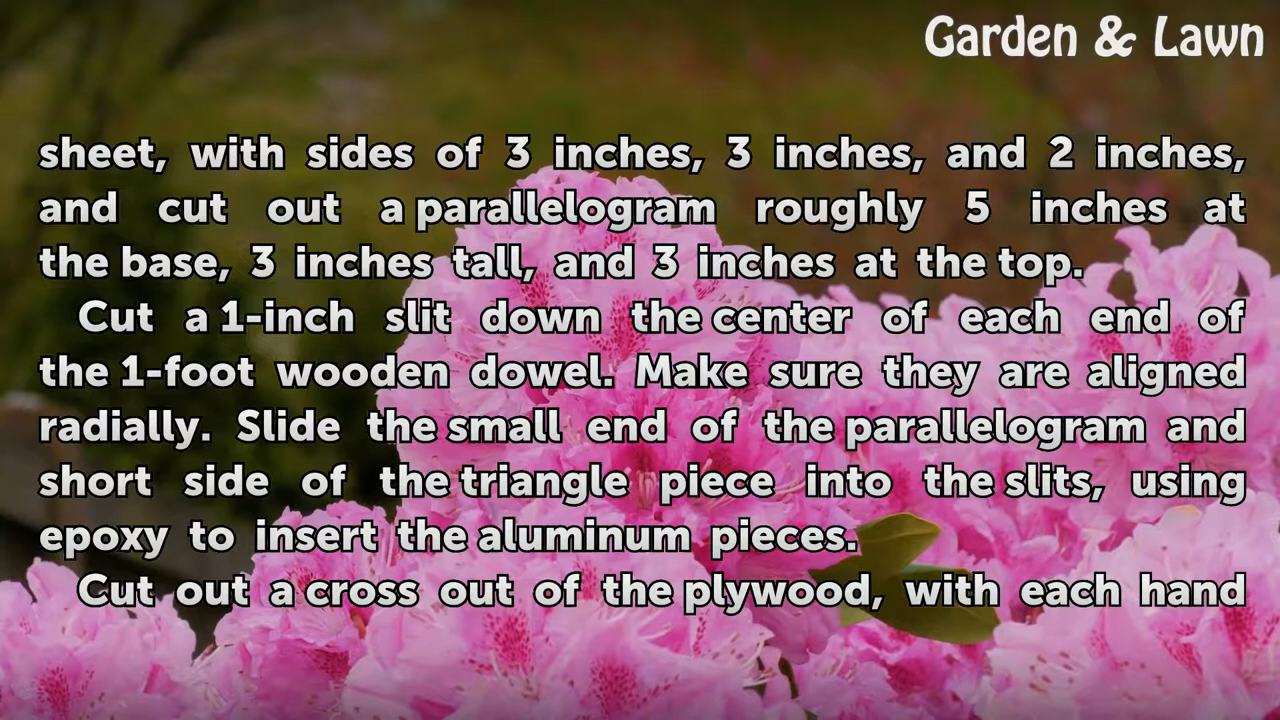 Garden & Lawn
sheet, with sides of 3 inches, 3 inches, and 2 inches,
and cut out a parallelogram roughly 5 inches at
the base, 3 inches tall, and 3 inches at the top.
Cut a 1-inch slit down the center of each end of
the 1-foot wooden dowel. Make sure they are aligned
radially. Slide the small end of the parallelogram and
short side of the triangle piece into the slits, using
epoxy to insert the aluminum pieces.
Cut out a cross out of the plywood, with each hand